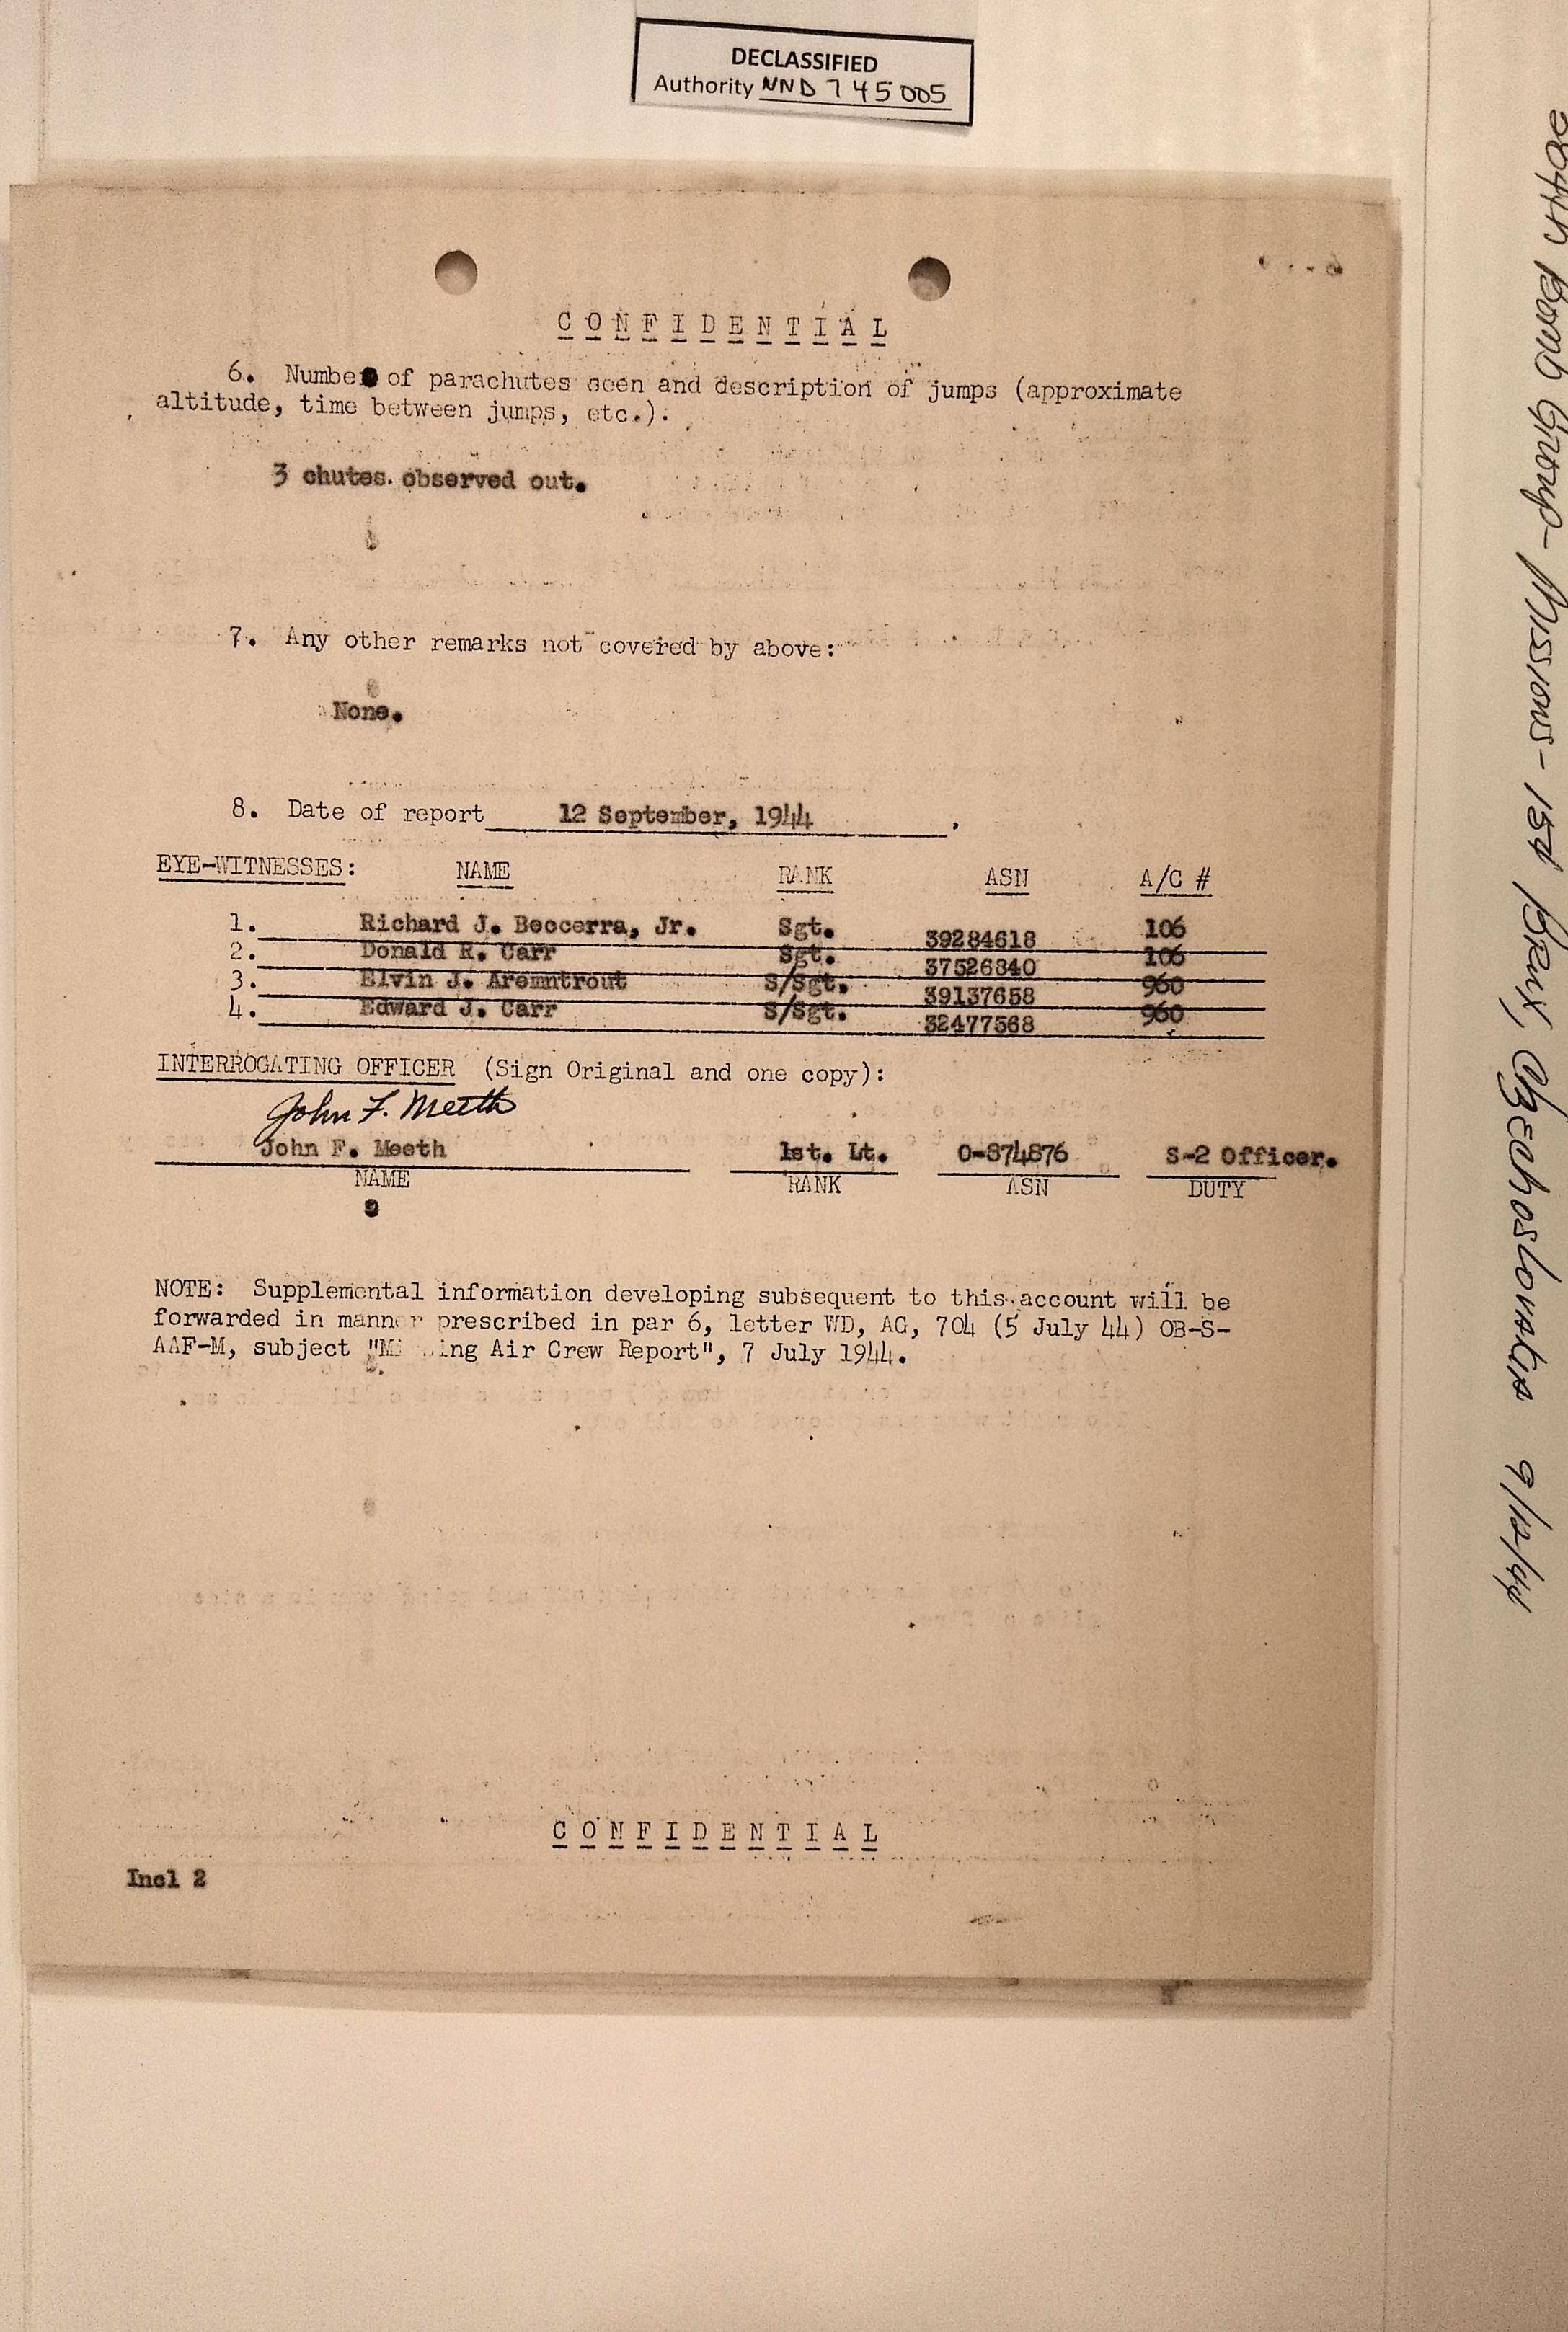 DECLASSIFIED
Authority NND 745005
CONFIDENTIAL
6. Number of parachutes seen and description of jumps (approximate
altitude, time between jumps, etc.).
3 chutes observed out.
7. Any other remarks not covered by above:
None.
8. Date of report 12 September, 1944.
EYE-WITNESSES: NAME RANK ASN A/C #
1. Richard J. Beccerra, Jr. Sgt. 39284618 106
2. Donald R. Carr Sgt. 37526840 106
3. Elvin J. Aremntrout S/Sgt. 39137658 960
4. Edward J. Carr S/Sgt. 32477568 960
INTERROGATING OFFICER (Sign Original and one copy):
John F. Meeth
John F. Meeth 1st. Lt. O-874876 S-2 Officer.
NAME RANK ASN DUTY
NOTE: Supplemental information developing subsequent to this account will be
forwarded in manner prescribed in par 6, letter WD, AG, 704 (5 July 44) OB-S-
AAF-M, subject "Missing Air Crew Report", 7 July 1944.
CONFIDENTIAL
Incl 2
384th Bomb Group - Missions - 152 Brux, Czechoslovakia 9/12/44